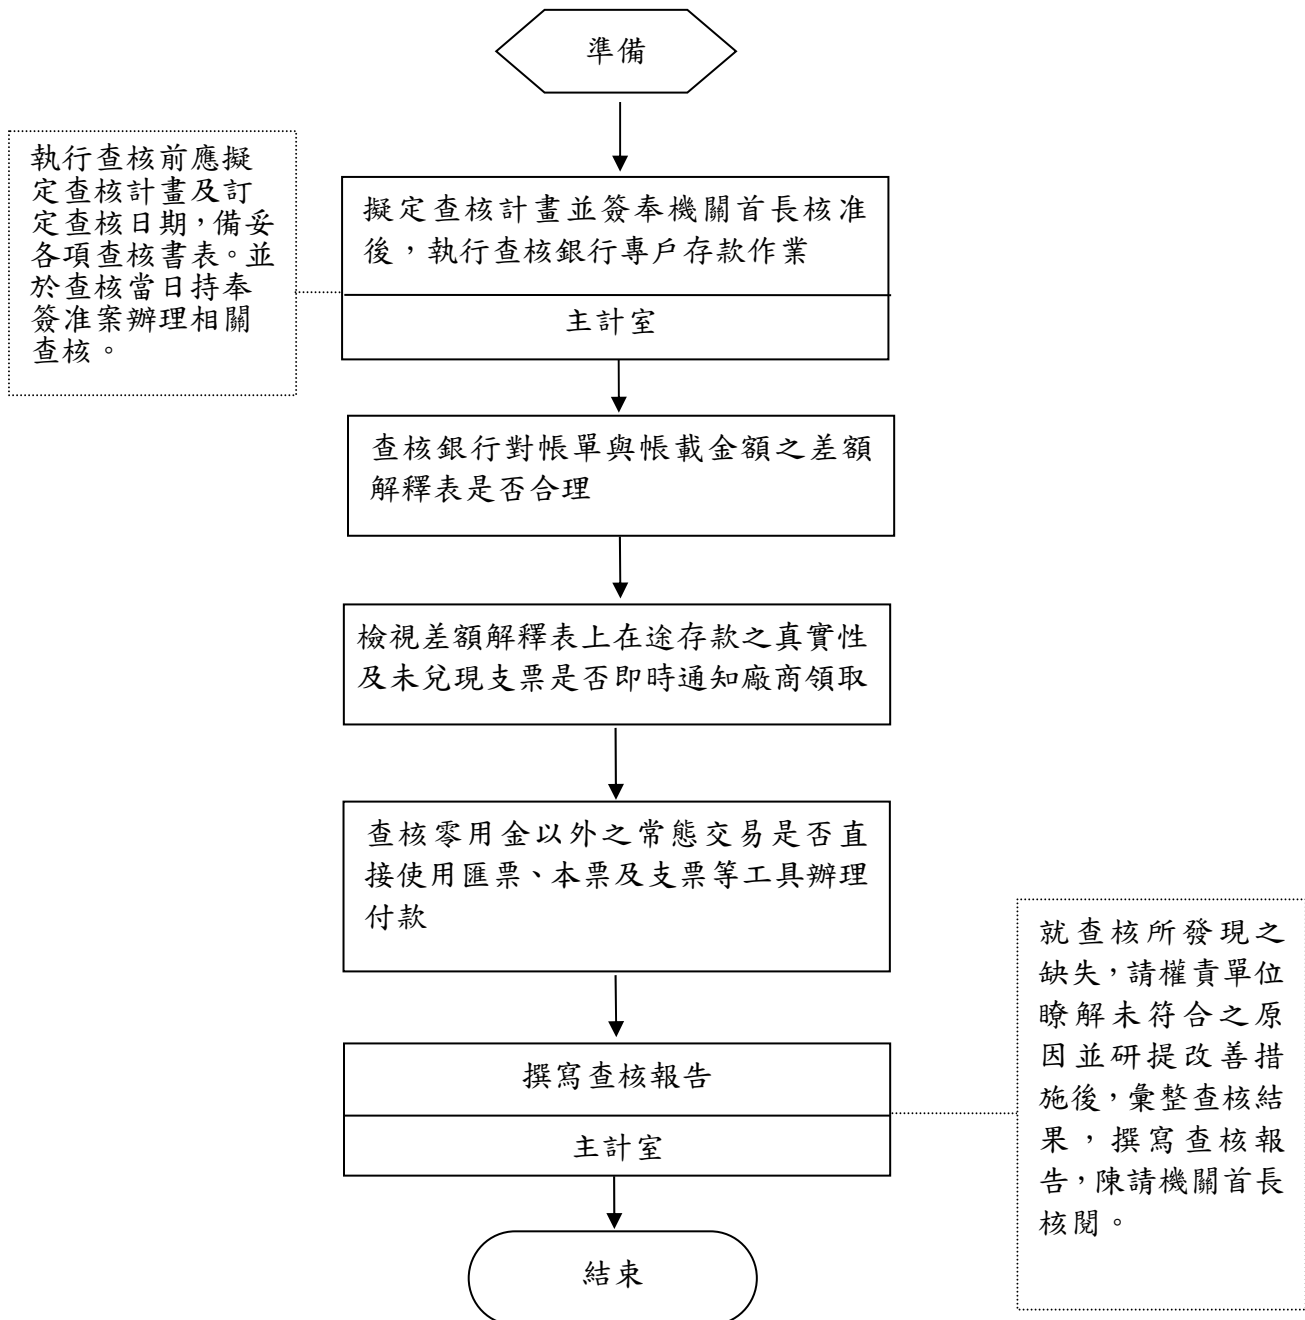 準備
執行查核前應擬
定查核計畫及訂
定查核日期，備妥
各項查核書表。並
於查核當日持奉
簽准案辦理相關
查核。
擬定查核計畫並簽奉機關首長核准
後，執行查核銀行專戶存款作業
主計室
查核銀行對帳單與帳載金額之差額
解釋表是否合理
檢視差額解釋表上在途存款之真實性
及未兌現支票是否即時通知廠商領取
查核零用金以外之常態交易是否直
接使用匯票、本票及支票等工具辦理
付款
撰寫查核報告
主計室
就查核所發現之
缺失，請權責單位
瞭解未符合之原
因並研提改善措
施後，彙整查核結
果，撰寫查核報
告，陳請機關首長
核閱。
結束